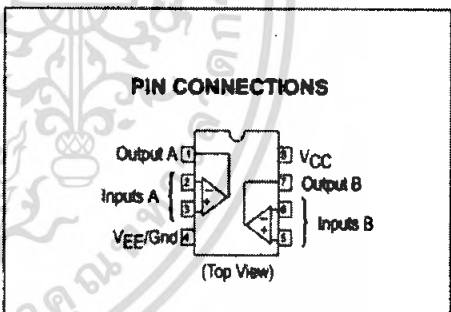 PIN CONNECTIONS
Output A 1
8 VCC
2
7 Output B
Inputs A
3
6
Inputs B
VEE/Gnd 4
5
(Top View)